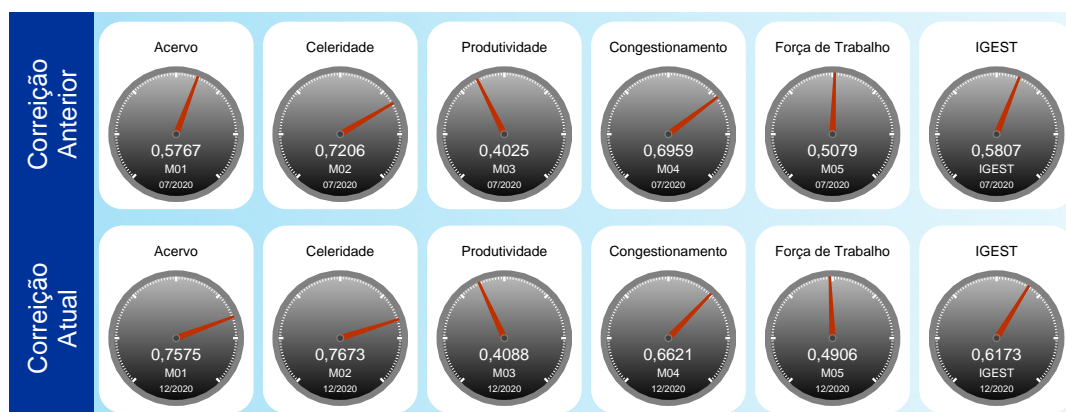 Correição
Anterior
Acervo
0,5767
M01
07/2020
Celeridade
0,7206
M02
07/2020
Produtividade
0,4025
M03
07/2020
Congestionamento
0,6959
M04
07/2020
Força de Trabalho
0,5079
M05
07/2020
IGEST
0,5807
IGEST
07/2020
Correição
Atual
Acervo
0,7575
M01
12/2020
Celeridade
0,7673
M02
12/2020
Produtividade
0,4088
M03
12/2020
Congestionamento
0,6621
M04
12/2020
Força de Trabalho
0,4906
M05
12/2020
IGEST
0,6173
IGEST
12/2020